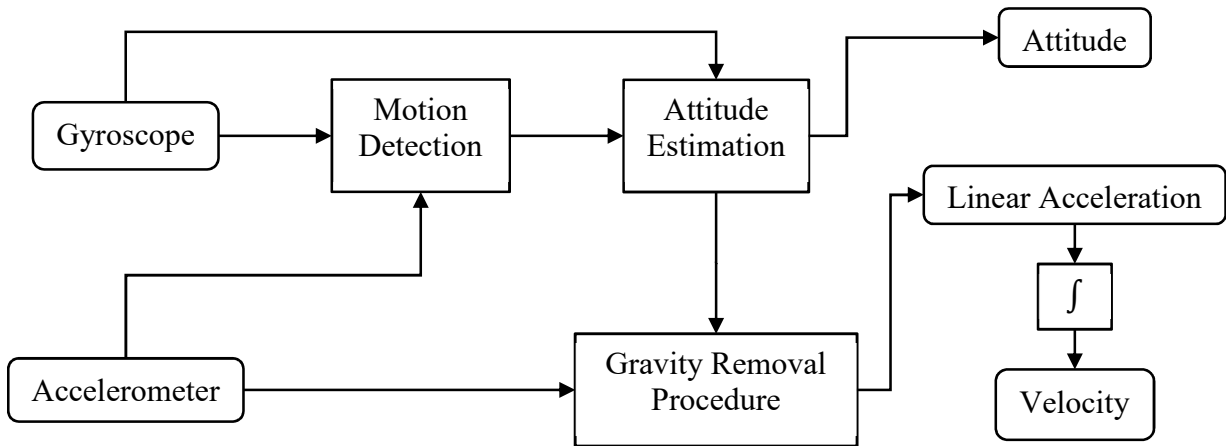 Attitude
Gyroscope
Motion
Detection
Attitude
Estimation
Linear Acceleration
∫
Accelerometer
Gravity Removal
Procedure
Velocity